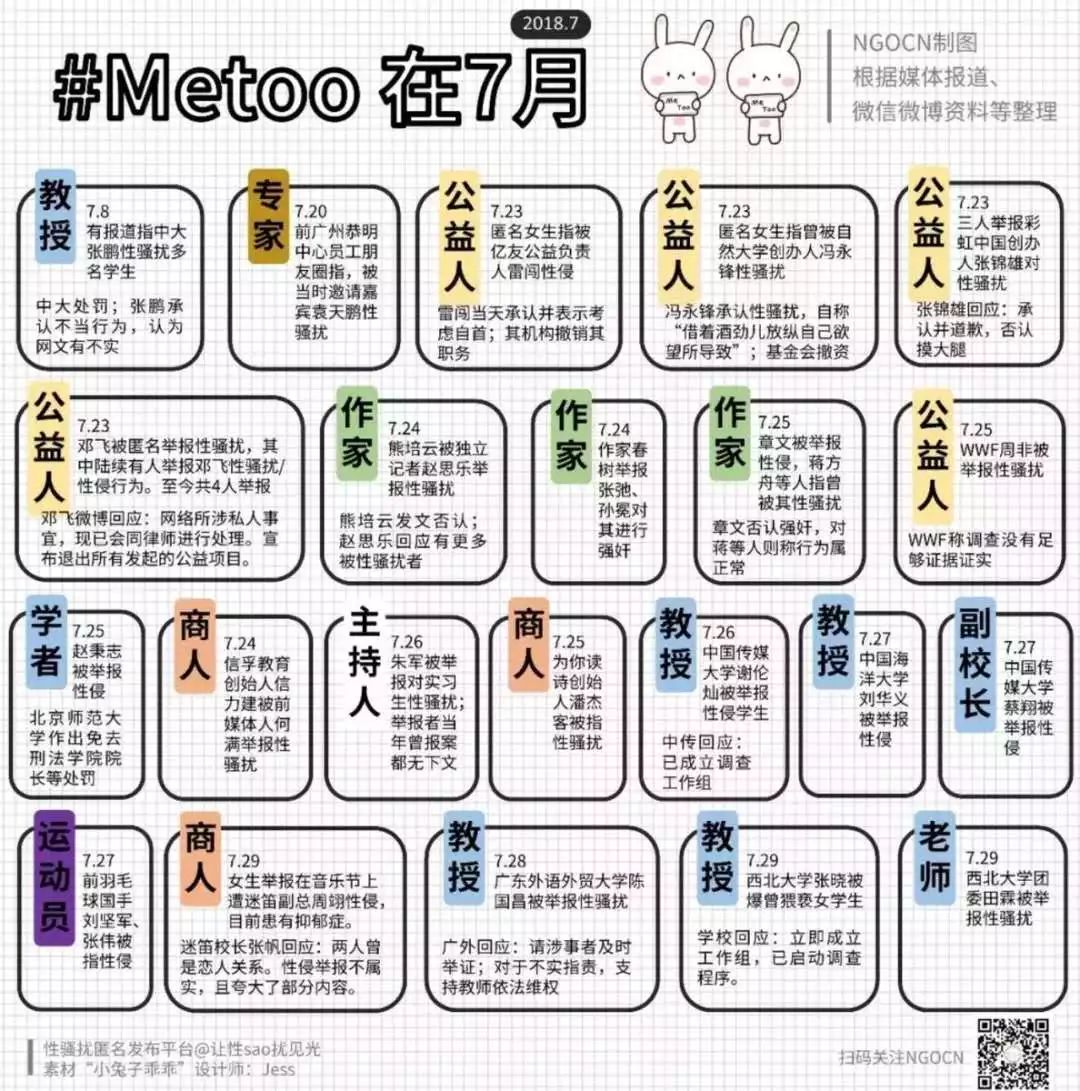 2018.7
#Metoo 在7月
NGOCN制图
根据媒体报道、
微信微博资料等整理
Me Too
Me Too
教授
7.8
有报道指中大
张鹏性骚扰多
名学生
中大处罚；张鹏承
认不当行为，认为
网文有不实
专家
7.20
前广州恭明
中心员工朋
友圈指，被
当时邀请嘉
宾袁天鹏性
骚扰
公益人
7.23
匿名女生指被
亿友公益负责
人雷闯性侵
雷闯当天承认并表示考
虑自首；其机构撤销其
职务
公益人
7.23
匿名女生指曾被自
然大学创办人冯永
锋性骚扰
冯永锋承认性骚扰，自称
“借着酒劲儿放纵自己欲
望所导致”；基金会撤资
公益人
7.23
三人举报彩
虹中国创办
人张锦雄对
性骚扰
张锦雄回应：承
认并道歉，否认
摸大腿
公益人
7.23
邓飞被匿名举报性骚扰，其
中陆续有人举报邓飞性骚扰/
性侵行为。至今共4人举报
邓飞微博回应：网络所涉私人事
宜，现已会同律师进行处理。宣
布退出所有发起的公益项目。
作家
7.24
熊培云被独立
记者赵思乐举
报性骚扰
熊培云发文否认；
赵思乐回应有更多
被性骚扰者
作家
7.24
作家春
树举报
张弛、
孙冕对
其进行
强奸
作家
7.25
章文被举报
性侵，蒋方
舟等人指曾
被其性骚扰
章文否认强奸，对
蒋等人则称行为属
正常
公益人
7.25
WWF周非被
举报性骚扰
WWF称调查没有足
够证据证实
学者
7.25
赵秉志
被举报
性侵
北京师范大
学作出免去
刑法学院院
长等处罚
商人
7.24
信孚教育
创始人信
力建被前
媒体人何
满举报性
骚扰
主持人
7.26
朱军被举
报对实习
生性骚扰；
举报者当
年曾报案
都无下文
商人
7.25
为你读
诗创始
人潘杰
客被指
性骚扰
教授
7.26
中国传媒
大学谢伦
灿被举报
性侵学生
中传回应：
已成立调查
工作组
教授
7.27
中国海
洋大学
刘华义
被举报
性侵
副校长
7.27
中国传
媒大学
蔡翔被
举报性
侵
运动员
7.27
前羽毛
球国手
刘坚军、
张伟被
指性侵
商人
7.29
女生举报在音乐节上
遭迷笛副总周翊性侵，
目前患有抑郁症。
迷笛校长张帆回应：两人曾
是恋人关系。性侵举报不属
实，且夸大了部分内容。
教授
7.28
广东外语外贸大学陈
国昌被举报性骚扰
广外回应：请涉事者及时
举证；对于不实指责，支
持教师依法维权
教授
7.29
西北大学张晓被
爆曾猥亵女学生
学校回应：立即成立
工作组，已启动调查
程序。
老师
7.29
西北大学团
委田霖被举
报性骚扰
性骚扰匿名发布平台@让性sao扰见光
素材“小兔子乖乖”设计师：Jess
扫码关注NGOCN